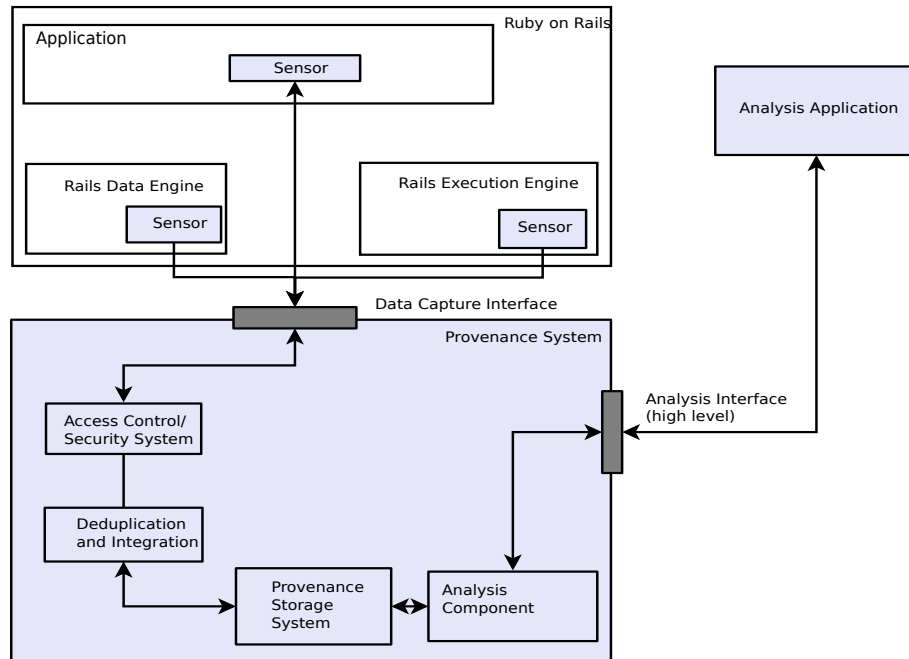 Ruby on Rails
Application
Sensor
Analysis Application
Rails Data Engine
Sensor
Rails Execution Engine
Sensor
Data Capture Interface
Provenance System
Access Control/
Security System
Analysis Interface
(high level)
Deduplication
and Integration
Provenance
Storage
System
Analysis
Component